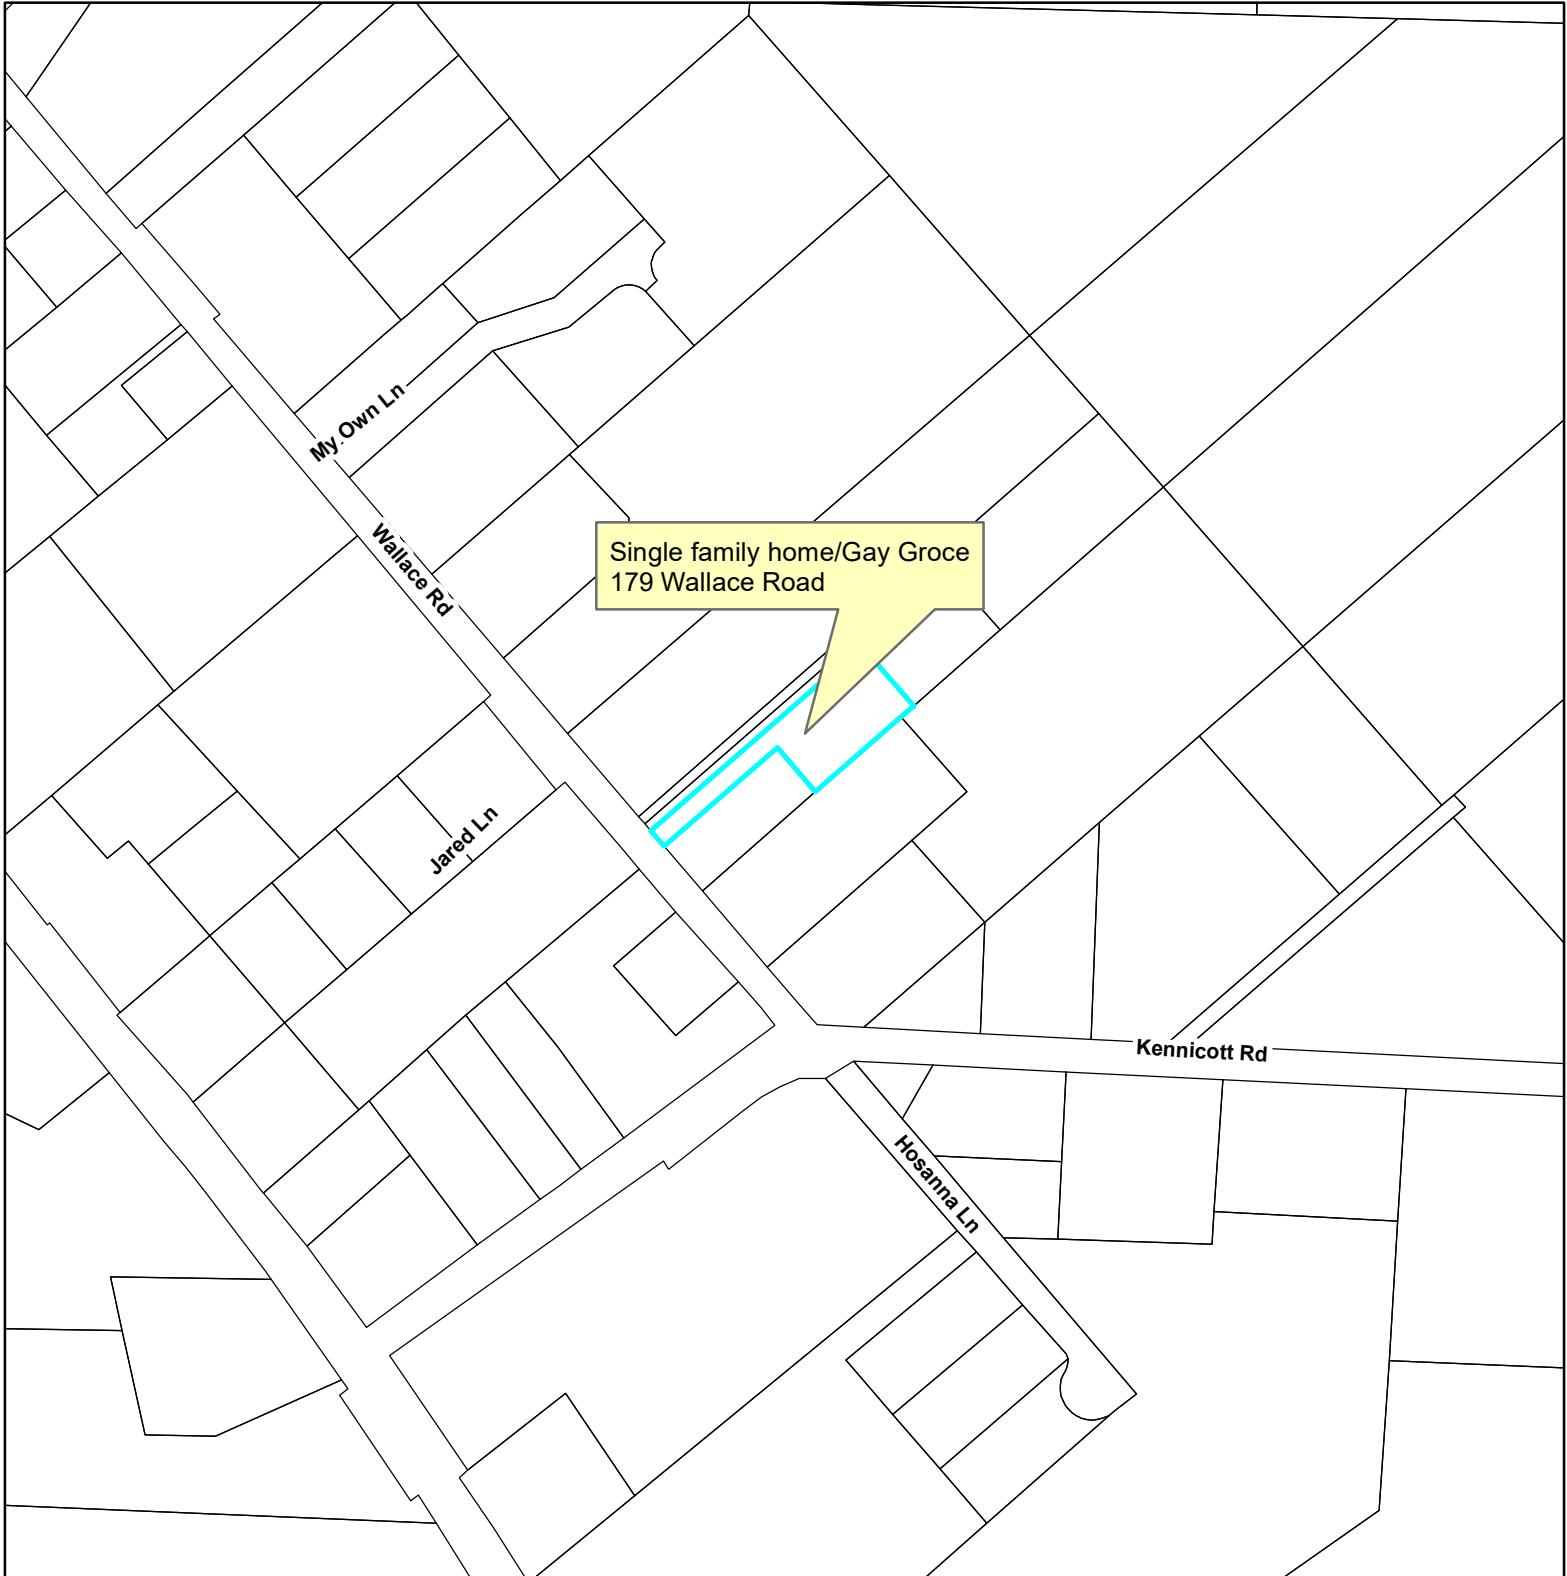 My Own Ln
Wallace Rd
Single family home/Gay Groce
179 Wallace Road
Jared Ln
Kennicott Rd
Hosanna Ln